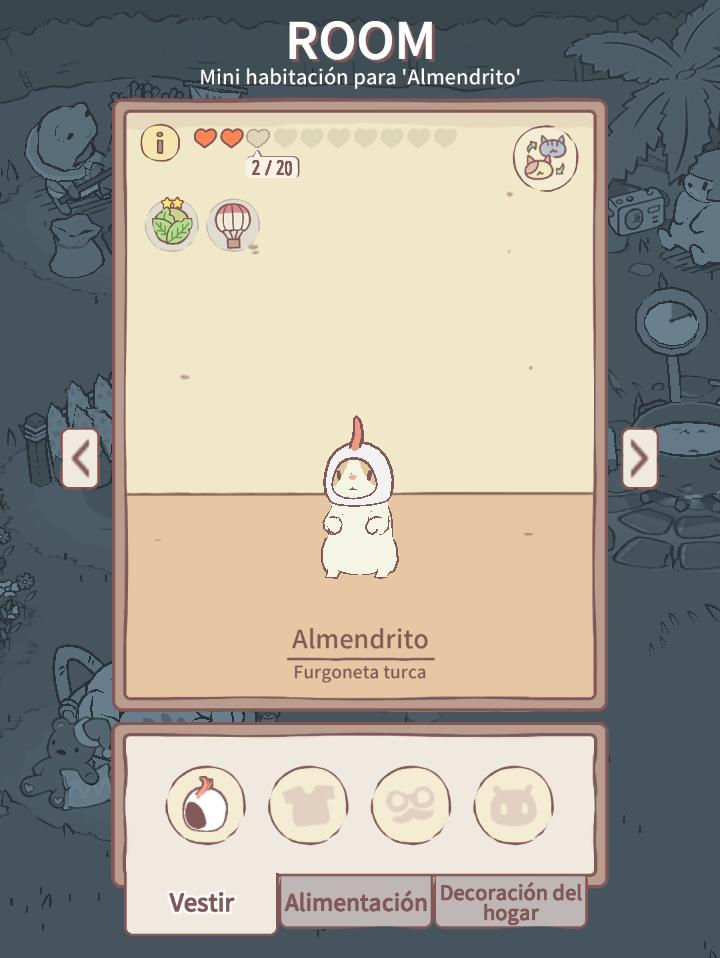 ROOM
Mini habitación para 'Almendrito'
i
2 / 20
Almendrito
Furgoneta turca
Vestir
Alimentación
Decoración del
hogar